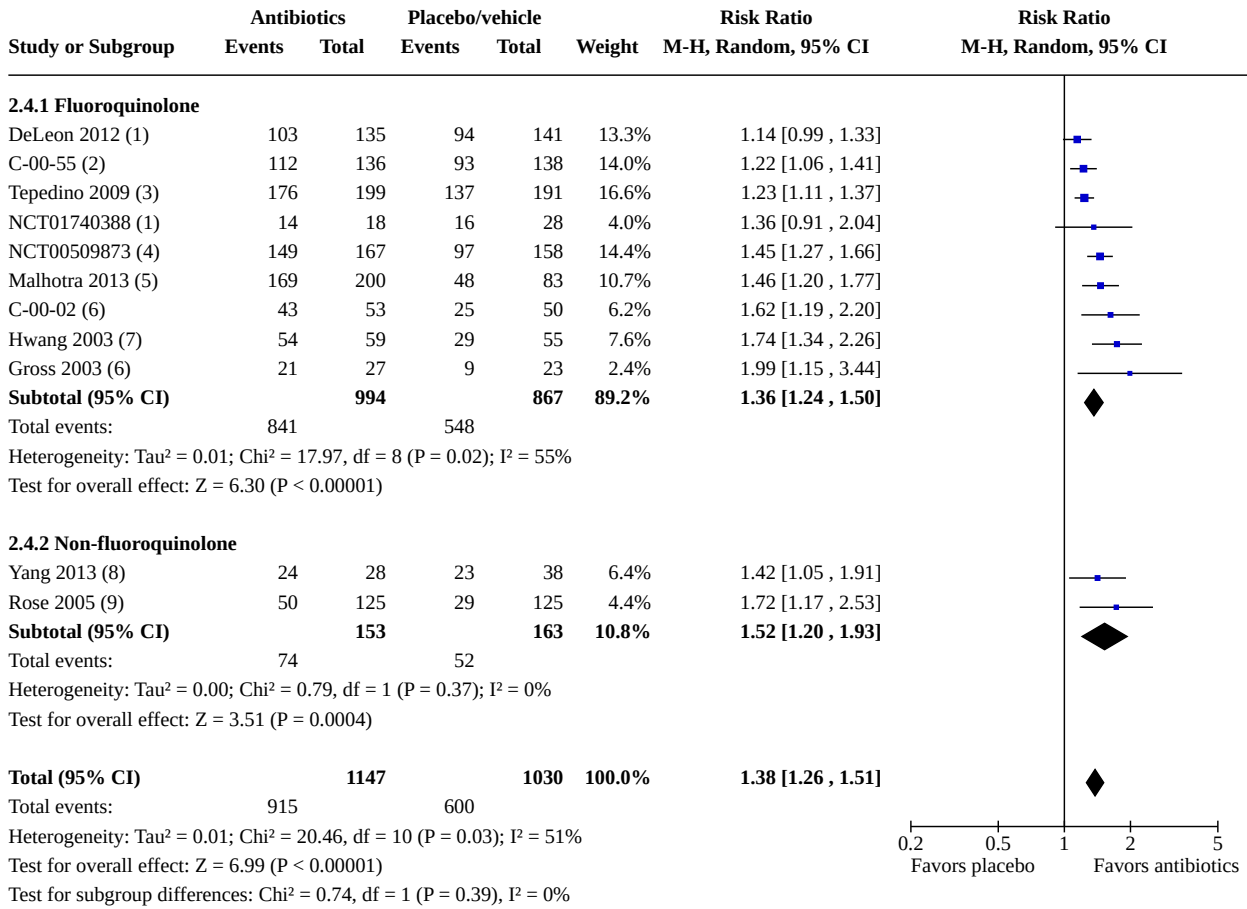 Antibiotics Placebo/vehicle Risk Ratio Risk Ratio
Study or Subgroup Events Total Events Total Weight M-H, Random, 95% CI M-H, Random, 95% CI
2.4.1 Fluoroquinolone
DeLeon 2012 (1) 103 135 94 141 13.3% 1.14 [0.99 , 1.33]
C-00-55 (2) 112 136 93 138 14.0% 1.22 [1.06 , 1.41]
Tepedino 2009 (3) 176 199 137 191 16.6% 1.23 [1.11 , 1.37]
NCT01740388 (1) 14 18 16 28 4.0% 1.36 [0.91 , 2.04]
NCT00509873 (4) 149 167 97 158 14.4% 1.45 [1.27 , 1.66]
Malhotra 2013 (5) 169 200 48 83 10.7% 1.46 [1.20 , 1.77]
C-00-02 (6) 43 53 25 50 6.2% 1.62 [1.19 , 2.20]
Hwang 2003 (7) 54 59 29 55 7.6% 1.74 [1.34 , 2.26]
Gross 2003 (6) 21 27 9 23 2.4% 1.99 [1.15 , 3.44]
Subtotal (95% CI) 994 867 89.2% 1.36 [1.24 , 1.50]
Total events: 841 548
Heterogeneity: Tau² = 0.01; Chi² = 17.97, df = 8 (P = 0.02); I² = 55%
Test for overall effect: Z = 6.30 (P < 0.00001)
2.4.2 Non-fluoroquinolone
Yang 2013 (8) 24 28 23 38 6.4% 1.42 [1.05 , 1.91]
Rose 2005 (9) 50 125 29 125 4.4% 1.72 [1.17 , 2.53]
Subtotal (95% CI) 153 163 10.8% 1.52 [1.20 , 1.93]
Total events: 74 52
Heterogeneity: Tau² = 0.00; Chi² = 0.79, df = 1 (P = 0.37); I² = 0%
Test for overall effect: Z = 3.51 (P = 0.0004)
Total (95% CI) 1147 1030 100.0% 1.38 [1.26 , 1.51]
Total events: 915 600
Heterogeneity: Tau² = 0.01; Chi² = 20.46, df = 10 (P = 0.03); I² = 51%
0.2 0.5 1 2 5
Test for overall effect: Z = 6.99 (P < 0.00001)
Favors placebo Favors antibiotics
Test for subgroup differences: Chi² = 0.74, df = 1 (P = 0.39), I² = 0%